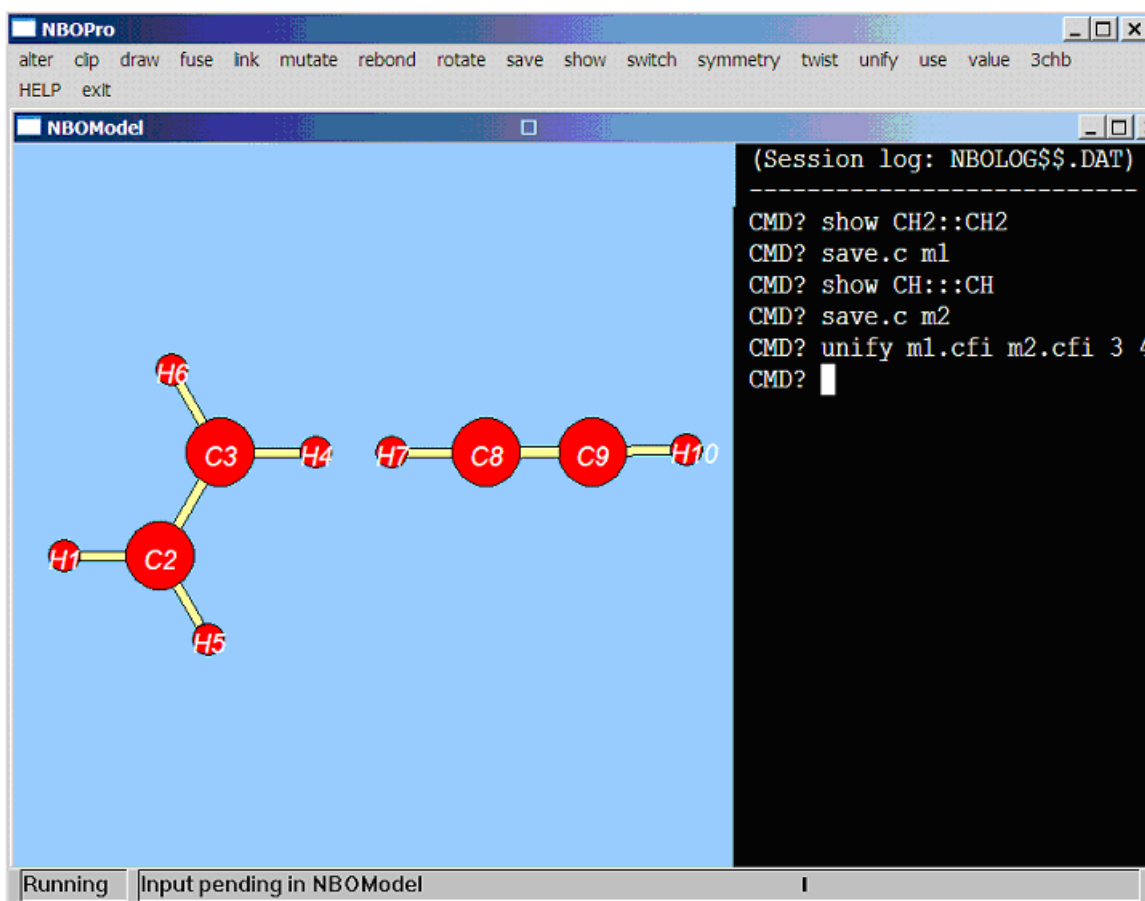 NBOPro
alter clip draw fuse link mutate rebond rotate save show switch symmetry twist unify use value 3chb
HELP exit
NBOModel
(Session log: NBOLOG$$.DAT)
---------------------------
CMD? show CH2::CH2
CMD? save.c m1
CMD? show CH:::CH
CMD? save.c m2
CMD? unify m1.cfi m2.cfi 3 4
CMD?
H6
C3
H4
H7
C8
C9
H10
H1
C2
H5
Running
Input pending in NBOModel